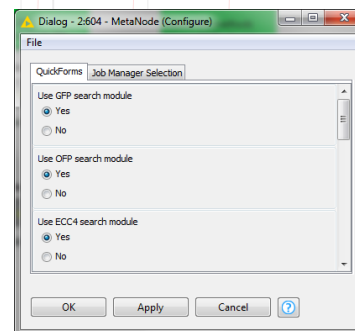 Dialog - 2:604 - MetaNode (Configure)
File
QuickForms Job Manager Selection
Use GFP search module
Yes
No
Use OFP search module
Yes
No
Use ECC4 search module
Yes
No
OK Apply Cancel ?